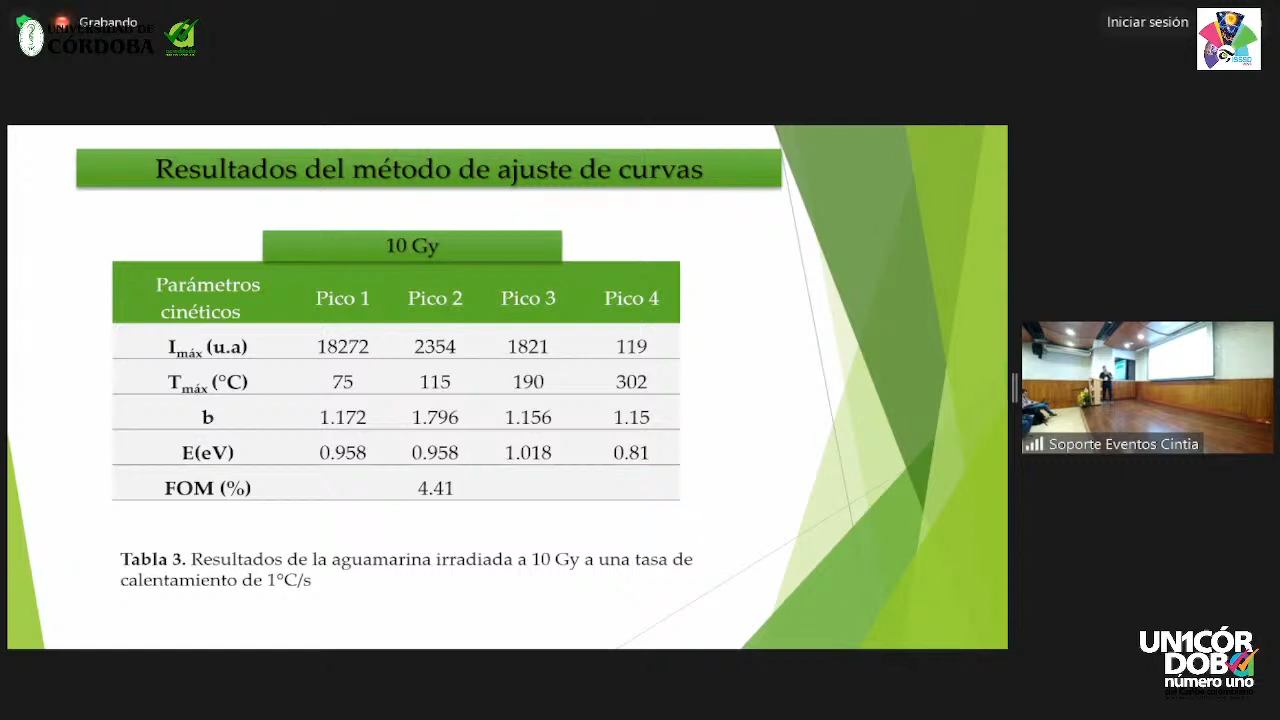 Grabando
UNIVERSIDAD DE
CÓRDOBA
Iniciar sesión
Resultados del método de ajuste de curvas
10 Gy
Parámetros cinéticos Pico 1 Pico 2 Pico 3 Pico 4
Imáx (u.a) 18272 2354 1821 119
Tmáx (°C) 75 115 190 302
b 1.172 1.796 1.156 1.15
E(eV) 0.958 0.958 1.018 0.81
FOM (%) 4.41
Tabla 3. Resultados de la aguamarina irradiada a 10 Gy a una tasa de
calentamiento de 1°C/s
Soporte Eventos Cintia
UN1CÓR
DOBA
número uno